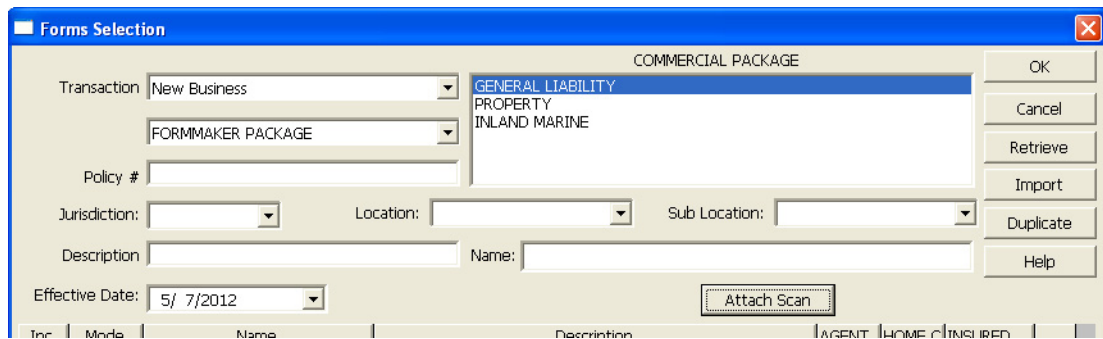 Forms Selection
COMMERCIAL PACKAGE
OK
Transaction New Business
GENERAL LIABILITY
PROPERTY
INLAND MARINE
Cancel
FORMMAKER PACKAGE
Retrieve
Policy #
Import
Jurisdiction: Location: Sub Location:
Duplicate
Description Name:
Help
Effective Date: 5/ 7/2012
Attach Scan
Inc Mode Name Description AGENT HOME C INSURED